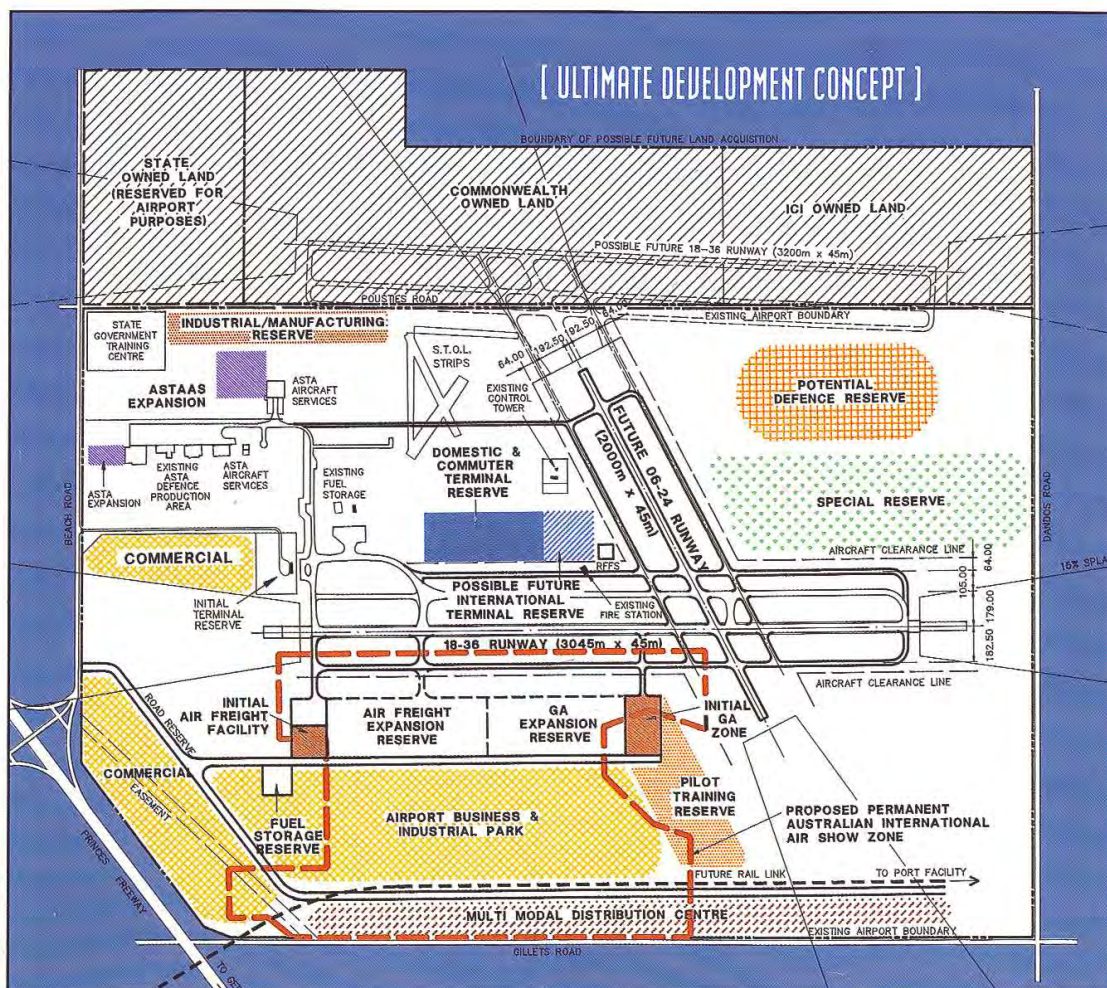 [ ULTIMATE DEVELOPMENT CONCEPT ]
BOUNDARY OF POSSIBLE FUTURE LAND ACQUISITION
STATE
OWNED LAND
(RESERVED FOR
AIRPORT
PURPOSES)
COMMONWEALTH
OWNED LAND
ICI OWNED LAND
POSSIBLE FUTURE 18-36 RUNWAY (3200m x 45m)
POUSTIES ROAD
EXISTING AIRPORT BOUNDARY
STATE
GOVERNMENT
TRAINING
CENTRE
INDUSTRIAL/MANUFACTURING
RESERVE
S.T.O.L.
STRIPS
64.00
192.50
192.50
64.00
EXISTING
CONTROL
TOWER
ASTAAS
EXPANSION
ASTA
AIRCRAFT
SERVICES
POTENTIAL
DEFENCE RESERVE
FUTURE 06-24 RUNWAY
(2000m x 45m)
DOMESTIC &
COMMUTER
TERMINAL
RESERVE
ASTA
EXPANSION
EXISTING
ASTA
DEFENCE
PRODUCTION
AREA
ASTA
AIRCRAFT
SERVICES
EXISTING
FUEL
STORAGE
SPECIAL RESERVE
BEACH ROAD
DANDOS ROAD
COMMERCIAL
RFFS
AIRCRAFT CLEARANCE LINE
64.00
105.00
179.00
182.50
15% SPLA
INITIAL
TERMINAL
RESERVE
POSSIBLE FUTURE
INTERNATIONAL
TERMINAL RESERVE
EXISTING
FIRE STATION
18-36 RUNWAY (3045m x 45m)
AIRCRAFT CLEARANCE LINE
ROAD RESERVE
INITIAL
AIR FREIGHT
FACILITY
AIR FREIGHT
EXPANSION
RESERVE
GA
EXPANSION
RESERVE
INITIAL
GA
ZONE
COMMERCIAL
EASEMENT
FUEL
STORAGE
RESERVE
AIRPORT BUSINESS &
INDUSTRIAL PARK
PILOT
TRAINING
RESERVE
PROPOSED PERMANENT
AUSTRALIAN INTERNATIONAL
AIR SHOW ZONE
PRINCES FREEWAY
FUTURE RAIL LINK
TO PORT FACILITY
MULTI MODAL DISTRIBUTION CENTRE
EXISTING AIRPORT BOUNDARY
GILLETS ROAD